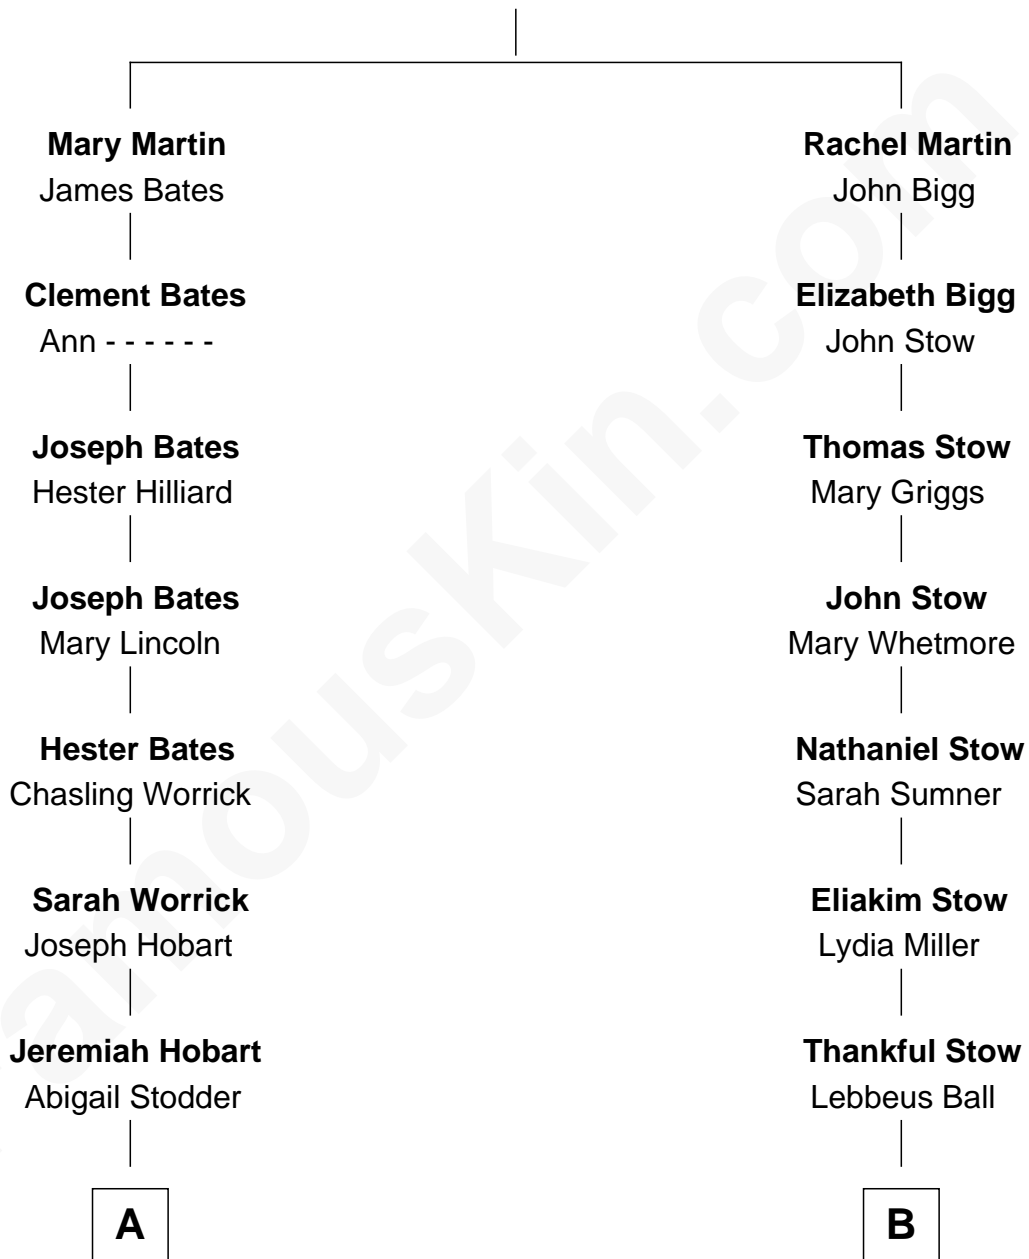 Mary Martin
James Bates
Rachel Martin
John Bigg
Clement Bates
Ann - - - - - -
Elizabeth Bigg
John Stow
Joseph Bates
Hester Hilliard
Thomas Stow
Mary Griggs
Joseph Bates
Mary Lincoln
John Stow
Mary Whetmore
Hester Bates
Chasling Worrick
Nathaniel Stow
Sarah Sumner
Sarah Worrick
Joseph Hobart
Eliakim Stow
Lydia Miller
Jeremiah Hobart
Abigail Stodder
Thankful Stow
Lebbeus Ball
A
B
amouskin.com